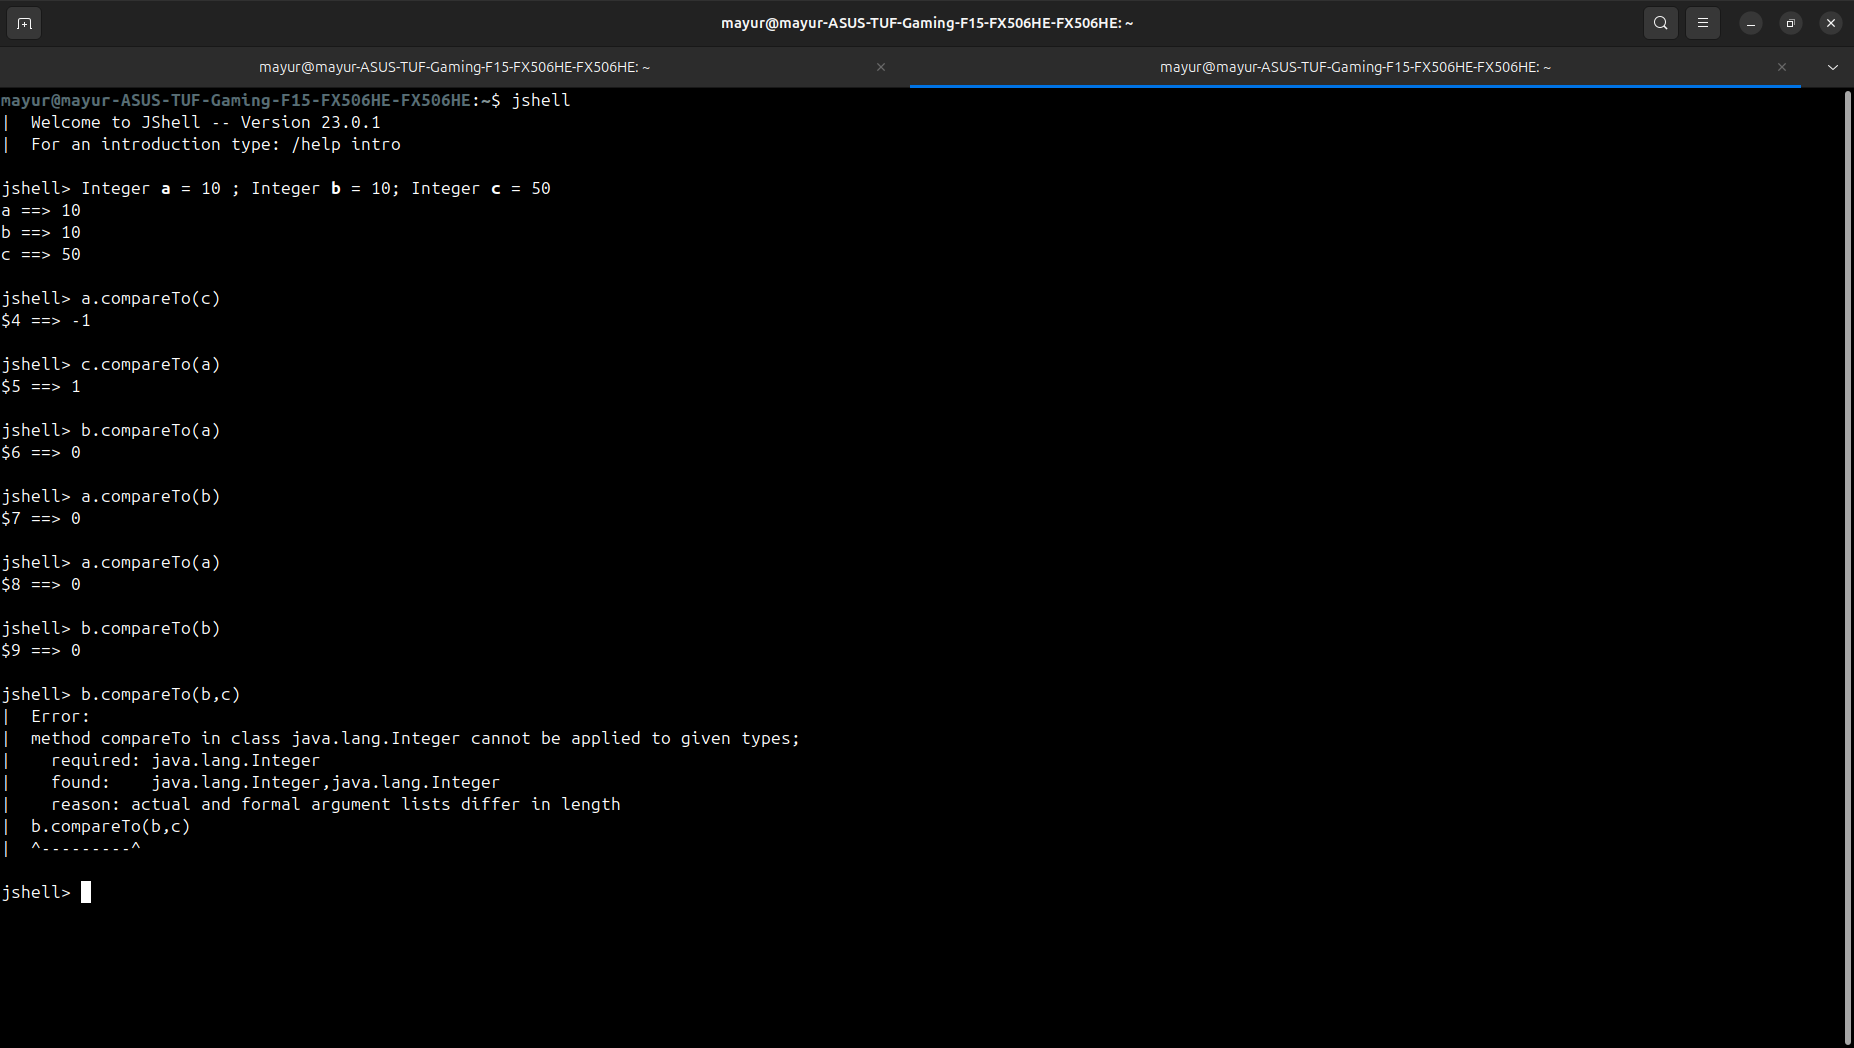 mayur@mayur-ASUS-TUF-Gaming-F15-FX506HE-FX506HE: ~
mayur@mayur-ASUS-TUF-Gaming-F15-FX506HE-FX506HE: ~
mayur@mayur-ASUS-TUF-Gaming-F15-FX506HE-FX506HE: ~
mayur@mayur-ASUS-TUF-Gaming-F15-FX506HE-FX506HE:~$ jshell
|  Welcome to JShell -- Version 23.0.1
|  For an introduction type: /help intro
jshell> Integer a = 10 ; Integer b = 10; Integer c = 50
a ==> 10
b ==> 10
c ==> 50
jshell> a.compareTo(c)
$4 ==> -1
jshell> c.compareTo(a)
$5 ==> 1
jshell> b.compareTo(a)
$6 ==> 0
jshell> a.compareTo(b)
$7 ==> 0
jshell> a.compareTo(a)
$8 ==> 0
jshell> b.compareTo(b)
$9 ==> 0
jshell> b.compareTo(b,c)
|  Error:
|  method compareTo in class java.lang.Integer cannot be applied to given types;
|    required: java.lang.Integer
|    found:    java.lang.Integer,java.lang.Integer
|    reason: actual and formal argument lists differ in length
|  b.compareTo(b,c)
|  ^---------^
jshell>